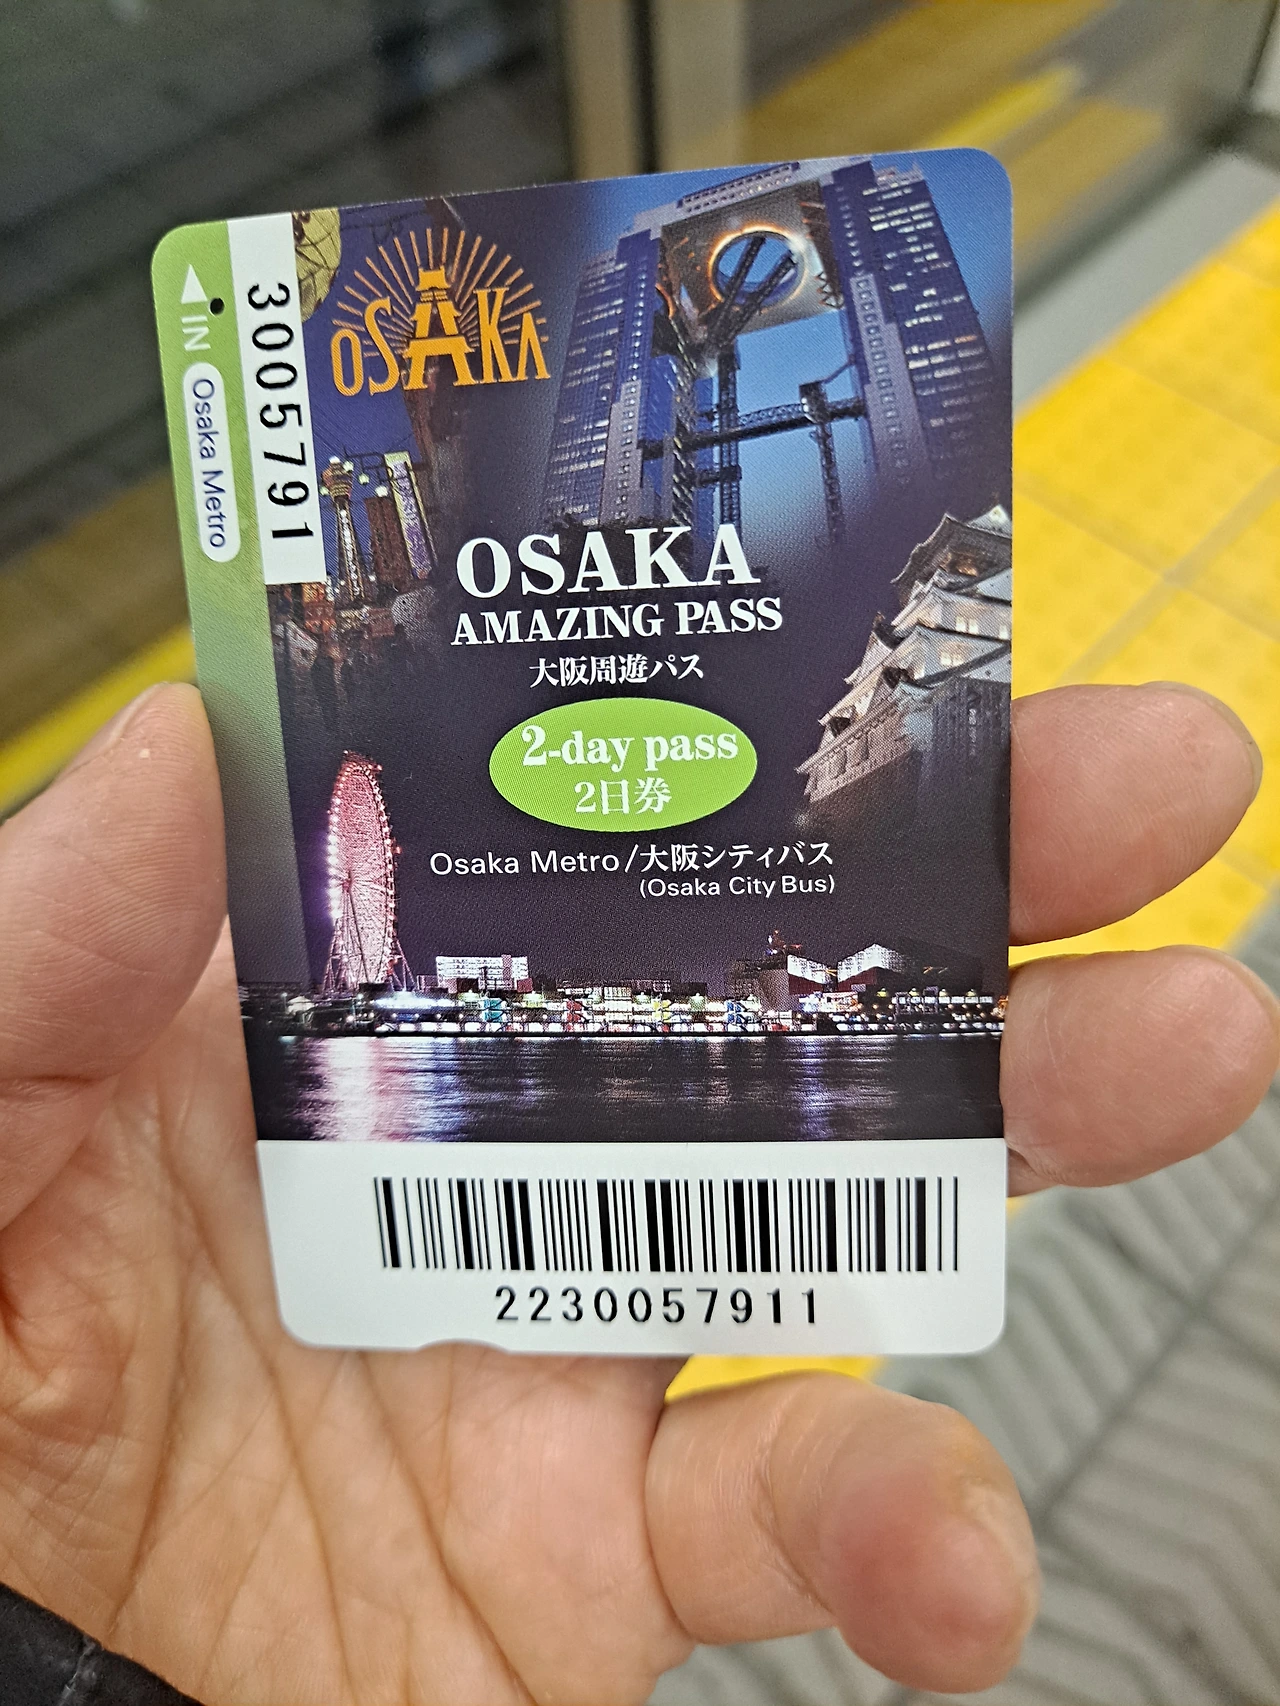 IN Osaka Metro
30057911
OSAKA
OSAKA
AMAZING PASS
大阪周遊パス
2-day pass
2日券
Osaka Metro/大阪シティバス
(Osaka City Bus)
2230057911